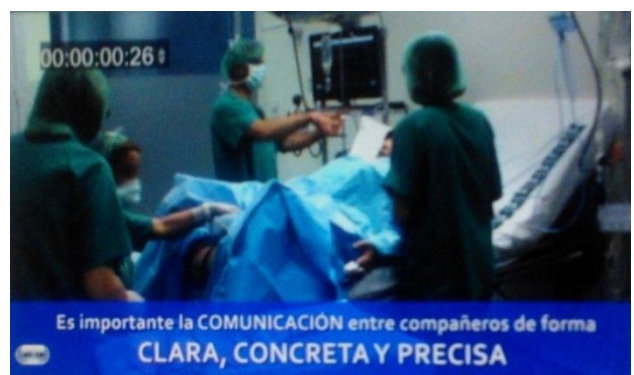 00:00:00:26
Es importante la COMUNICACIÓN entre compañeros de forma
CLARA, CONCRETA Y PRECISA